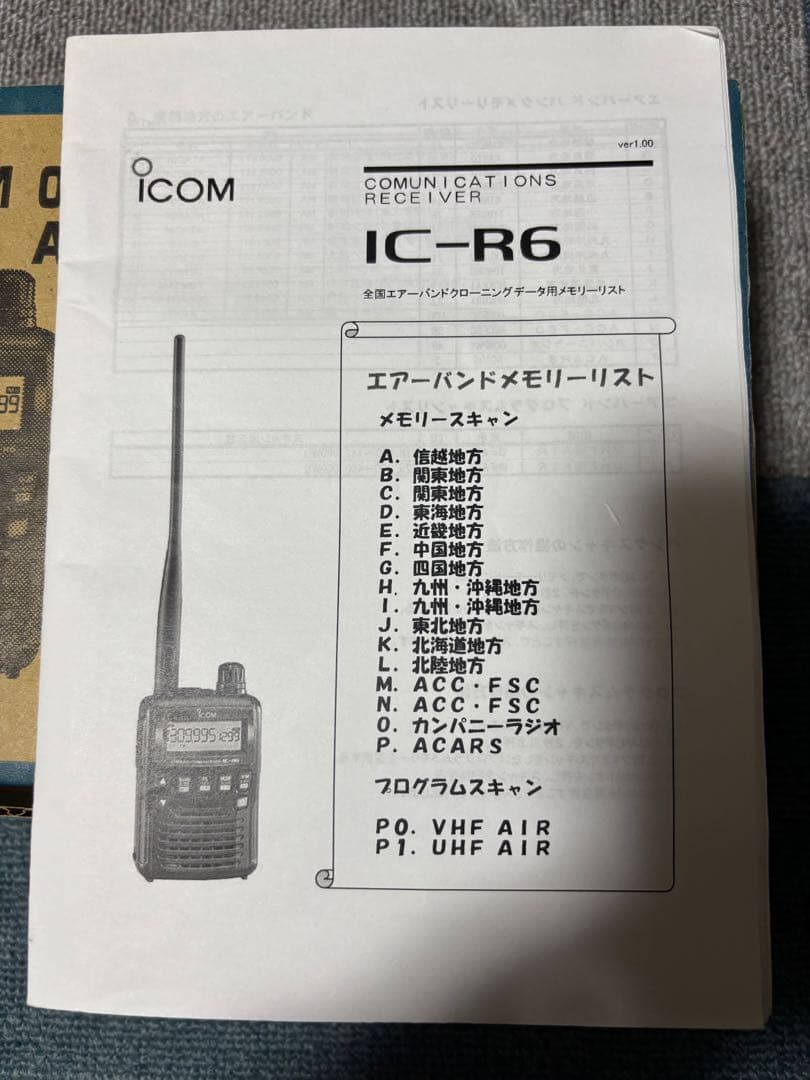 ver1.00
ICOM
COMUNICATIONS
RECEIVER
IC-R6
全国エアーバンドクローニングデータ用メモリーリスト
エアーバンドメモリーリスト
メモリースキャン
A. 信越地方
B. 関東地方
C. 関東地方
D. 東海地方
E. 近畿地方
F. 中国地方
G. 四国地方
H. 九州・沖縄地方
I. 九州・沖縄地方
J. 東北地方
K. 北海道地方
L. 北陸地方
M. ACC・FSC
N. ACC・FSC
O. カンパニーラジオ
P. ACARS
プログラムスキャン
P0. VHF AIR
P1. UHF AIR
ICOM